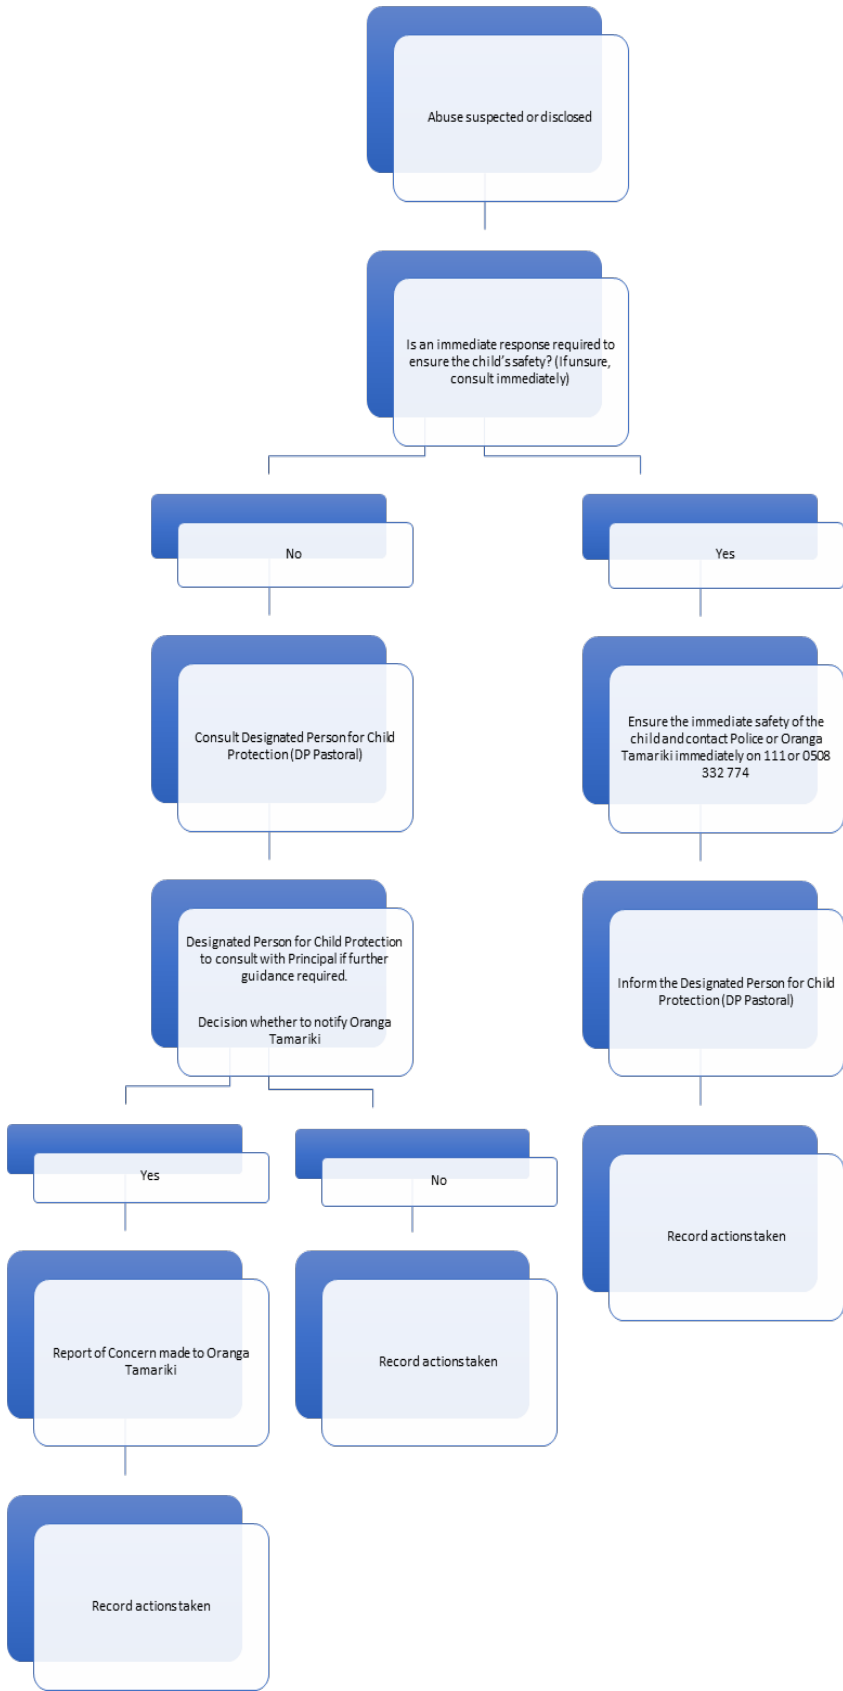 Abuse suspected or disclosed
Is an immediate response required to
ensure the child's safety? (If unsure,
consult immediately)
No
Yes
Consult Designated Person for Child
Protection (DP Pastoral)
Ensure the immediate safety of the
child and contact Police or Oranga
Tamariki immediately on 111 or 0508
332 774
Designated Person for Child Protection
to consult with Principal if further
guidance required.
Decision whether to notify Oranga
Tamariki
Inform the Designated Person for Child
Protection (DP Pastoral)
Yes
No
Record actions taken
Report of Concern made to Oranga
Tamariki
Record actions taken
Record actions taken